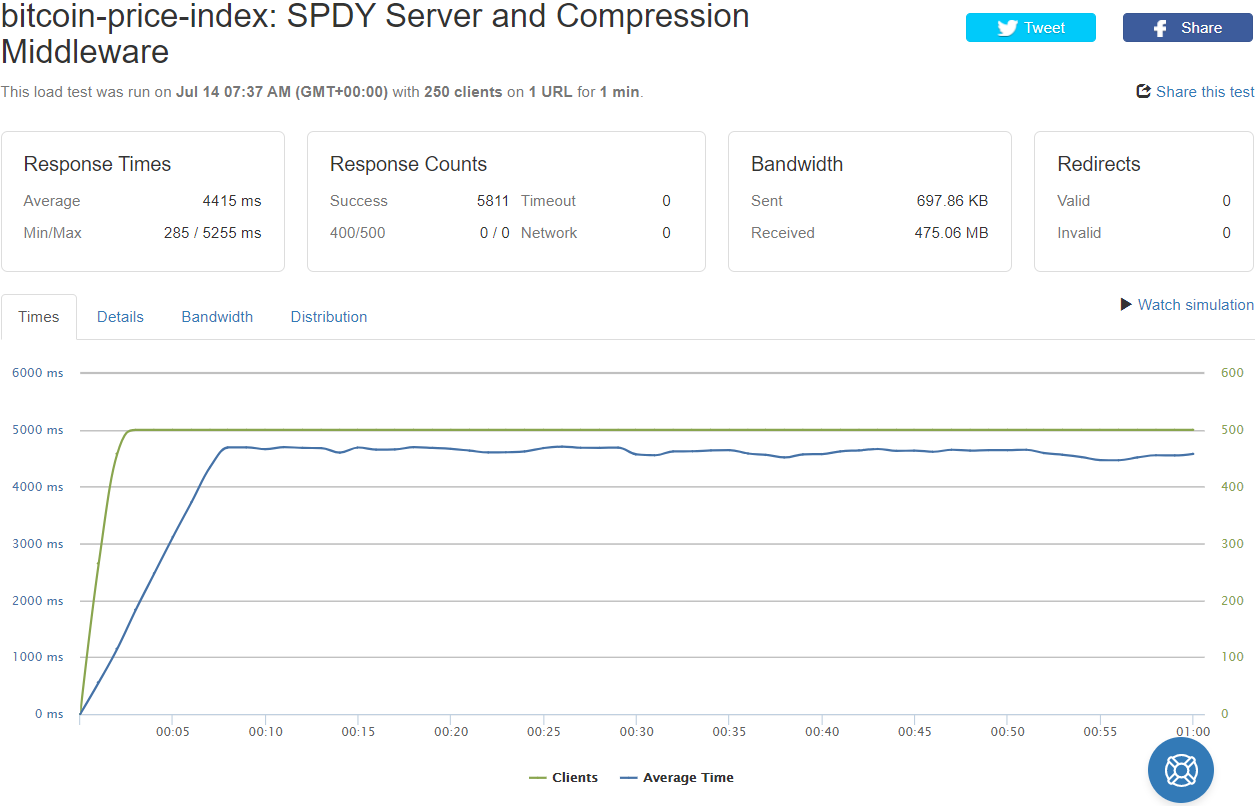 bitcoin-price-index: SPDY Server and Compression
Middleware
Tweet
Share
This load test was run on Jul 14 07:37 AM (GMT+00:00) with 250 clients on 1 URL for 1 min.
Share this test
Response Times
Average 4415 ms
Min/Max 285 / 5255 ms
Response Counts
Success 5811 Timeout 0
400/500 0 / 0 Network 0
Bandwidth
Sent 697.86 KB
Received 475.06 MB
Redirects
Valid 0
Invalid 0
Times Details Bandwidth Distribution
Watch simulation
6000 ms 600
5000 ms 500
4000 ms 400
3000 ms 300
2000 ms 200
1000 ms 100
0 ms 0
00:05 00:10 00:15 00:20 00:25 00:30 00:35 00:40 00:45 00:50 00:55 01:00
Clients Average Time